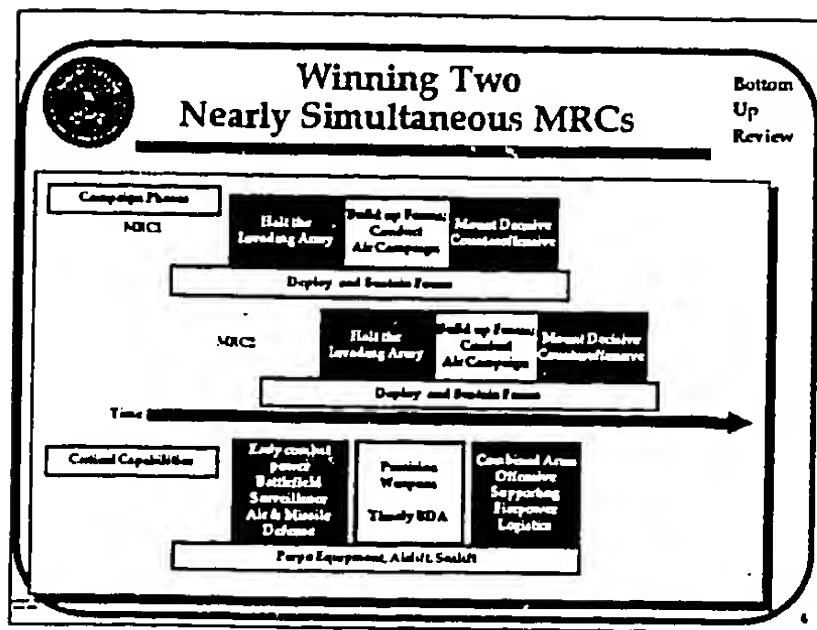 Winning Two
Nearly Simultaneous MRCs
Bottom
Up
Review
Campaign Phases
MRC1
Halt the
Invading Army
Build up Forces;
Conduct
Air Campaign
Mount Decisive
Counteroffensive
Deploy and Sustain Forces
MRC2
Halt the
Invading Army
Build up Forces;
Conduct
Air Campaign
Mount Decisive
Counteroffensive
Deploy and Sustain Forces
Time
Critical Capabilities
Early combat
power
Battlefield
Surveillance
Air & Missile
Defense
Precision
Weapons
Timely BDA
Combined Arms
Offensive
Supporting
Firepower
Logistics
Prepo Equipment, Airlift, Sealift
6